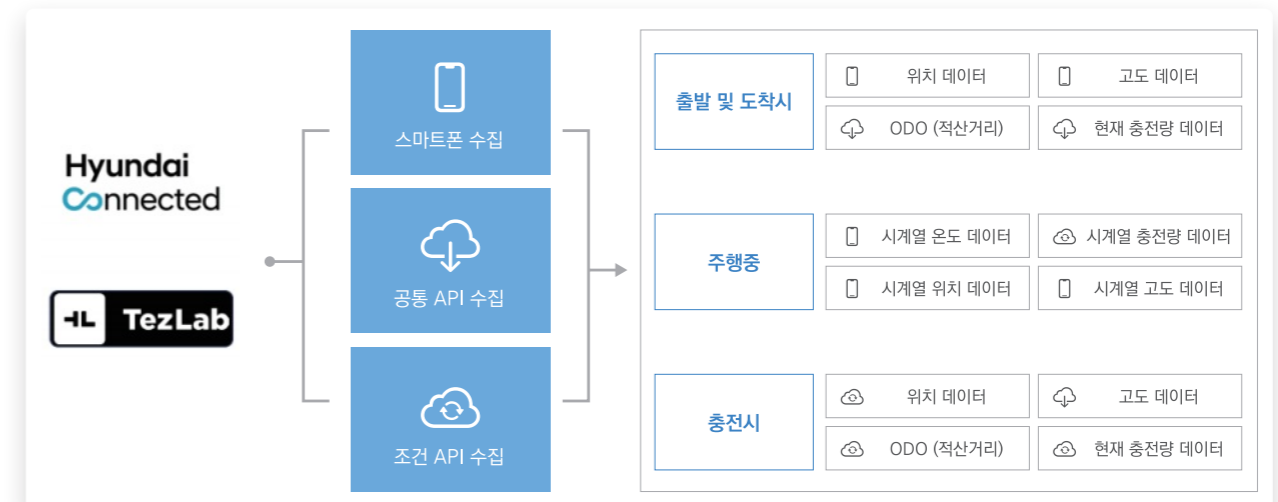 Hyundai
Connected
TezLab
스마트폰 수집
공통 API 수집
조건 API 수집
출발 및 도착시
위치 데이터
고도 데이터
ODO (적산거리)
현재 충전량 데이터
주행중
시계열 온도 데이터
시계열 충전량 데이터
시계열 위치 데이터
시계열 고도 데이터
충전시
위치 데이터
고도 데이터
ODO (적산거리)
현재 충전량 데이터